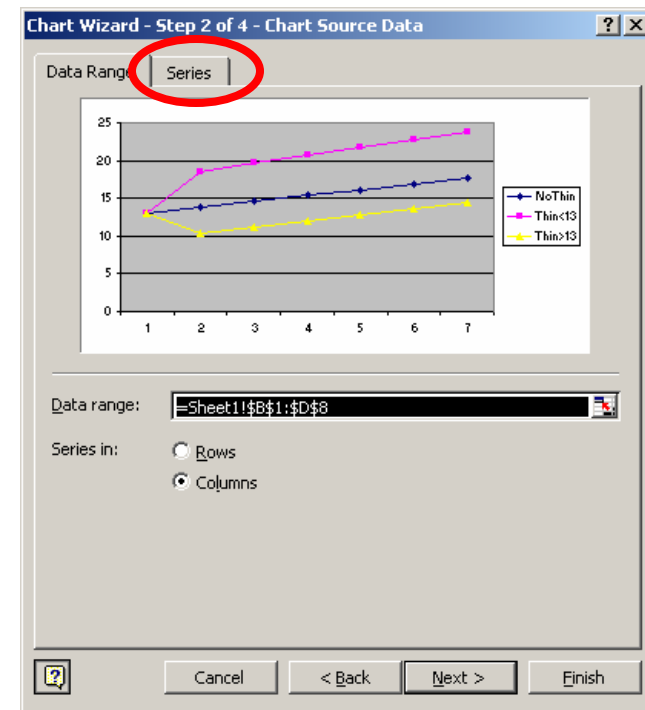 Chart Wizard - Step 2 of 4 - Chart Source Data ? X
Data Range Series
25
20
15
10
5
0
1 2 3 4 5 6 7
NoThin
Thin<13
Thin>13
Data range: =Sheet1!$B$1:$D$8
Series in: Rows
Columns
? Cancel < Back Next > Finish